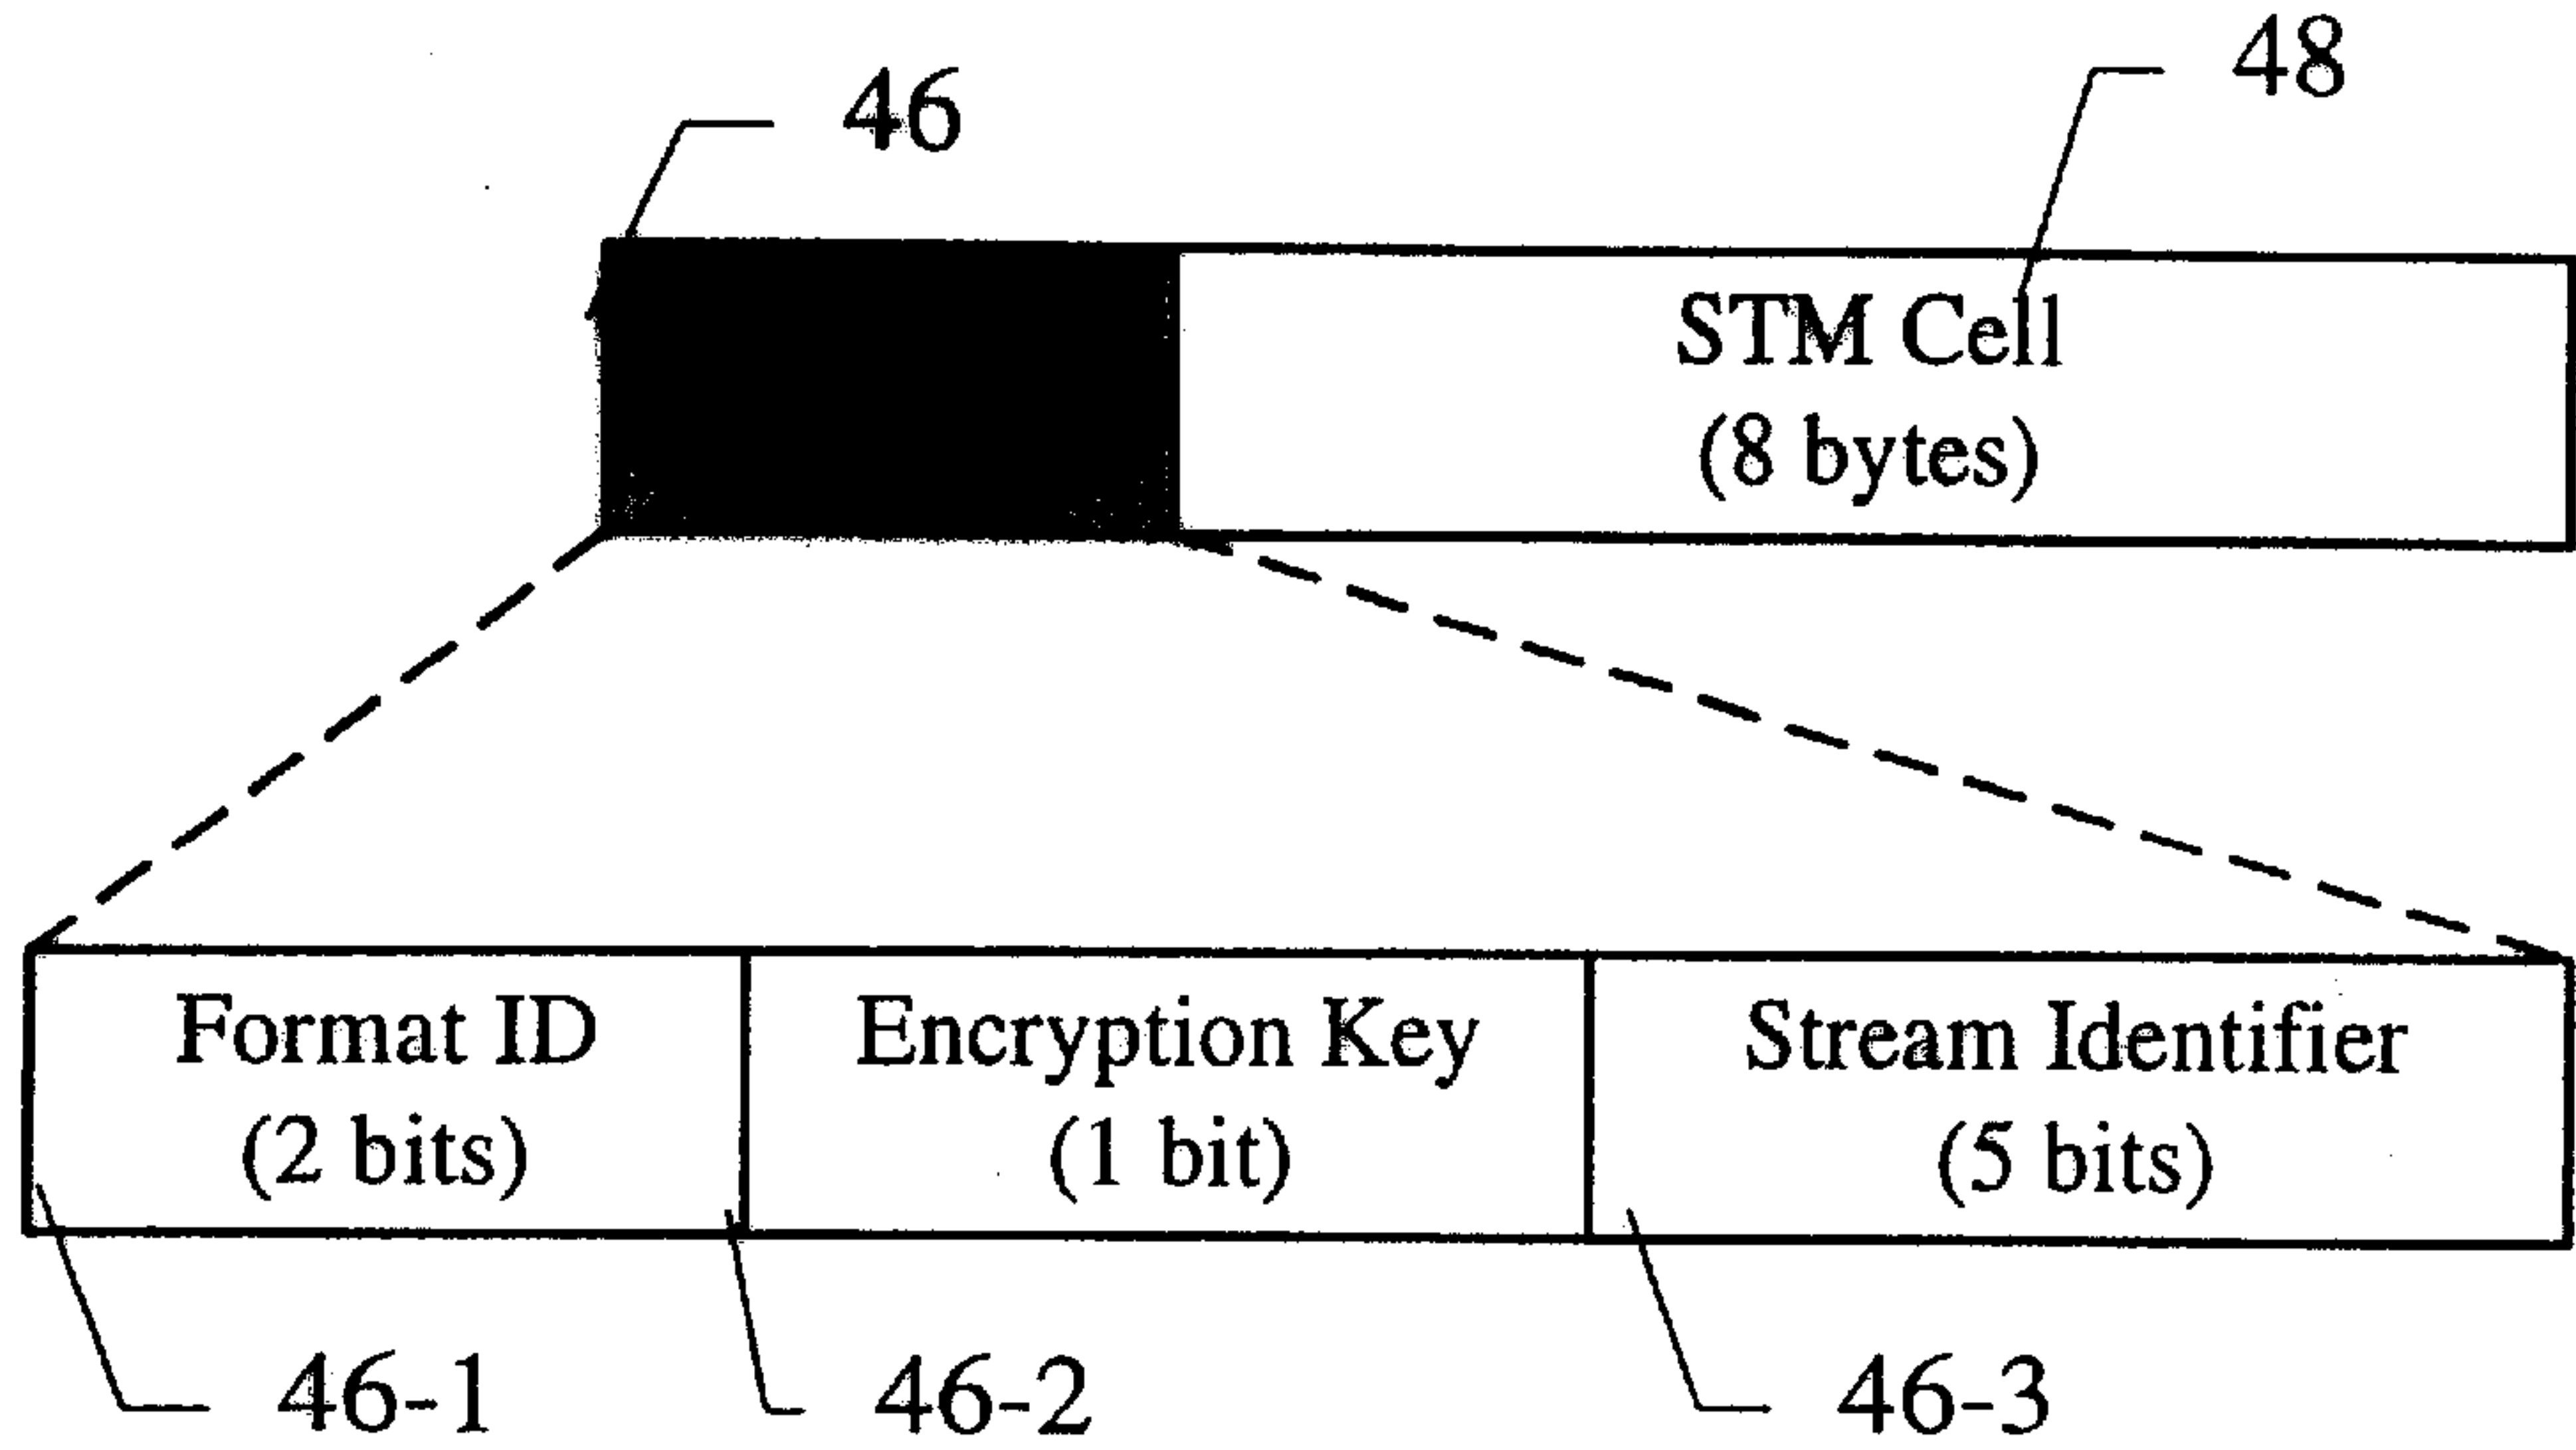 46
48
STM Cell
(8 bytes)
Format ID
(2 bits)
Encryption Key
(1 bit)
Stream Identifier
(5 bits)
46-1
46-2
46-3